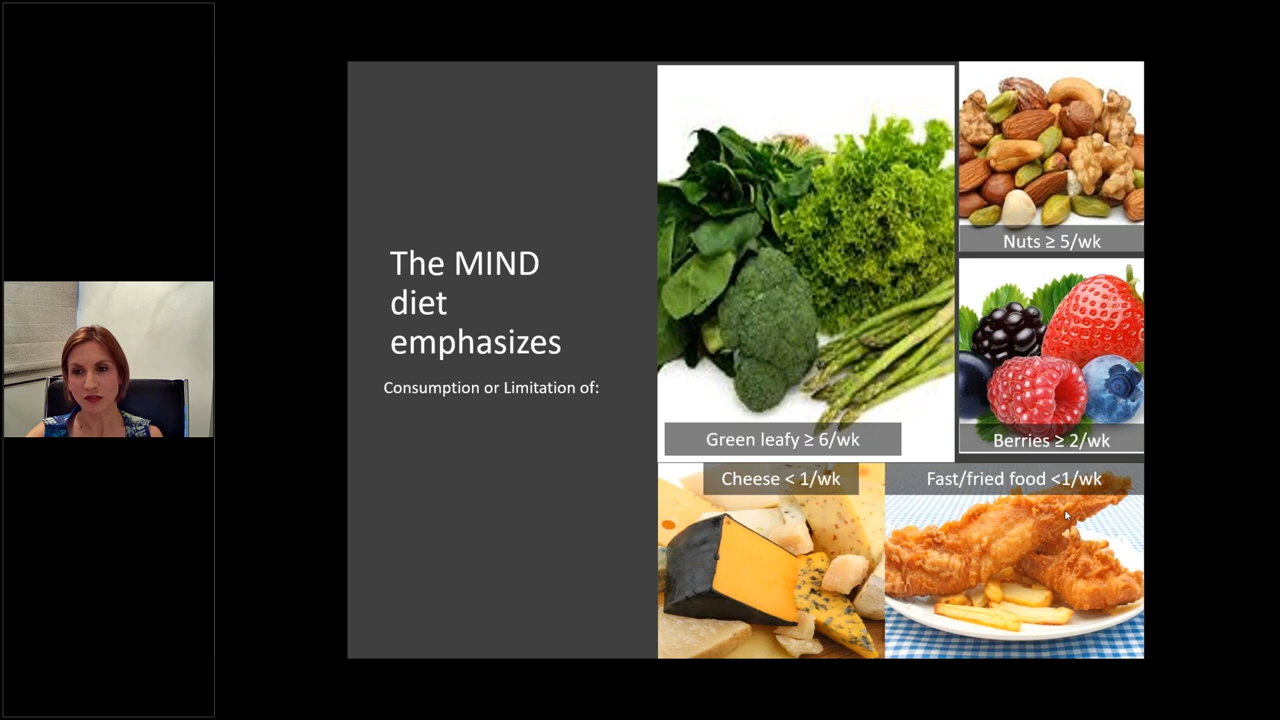 The MIND
diet
emphasizes
Consumption or Limitation of:
Green leafy ≥ 6/wk
Nuts ≥ 5/wk
Berries ≥ 2/wk
Cheese < 1/wk
Fast/fried food <1/wk